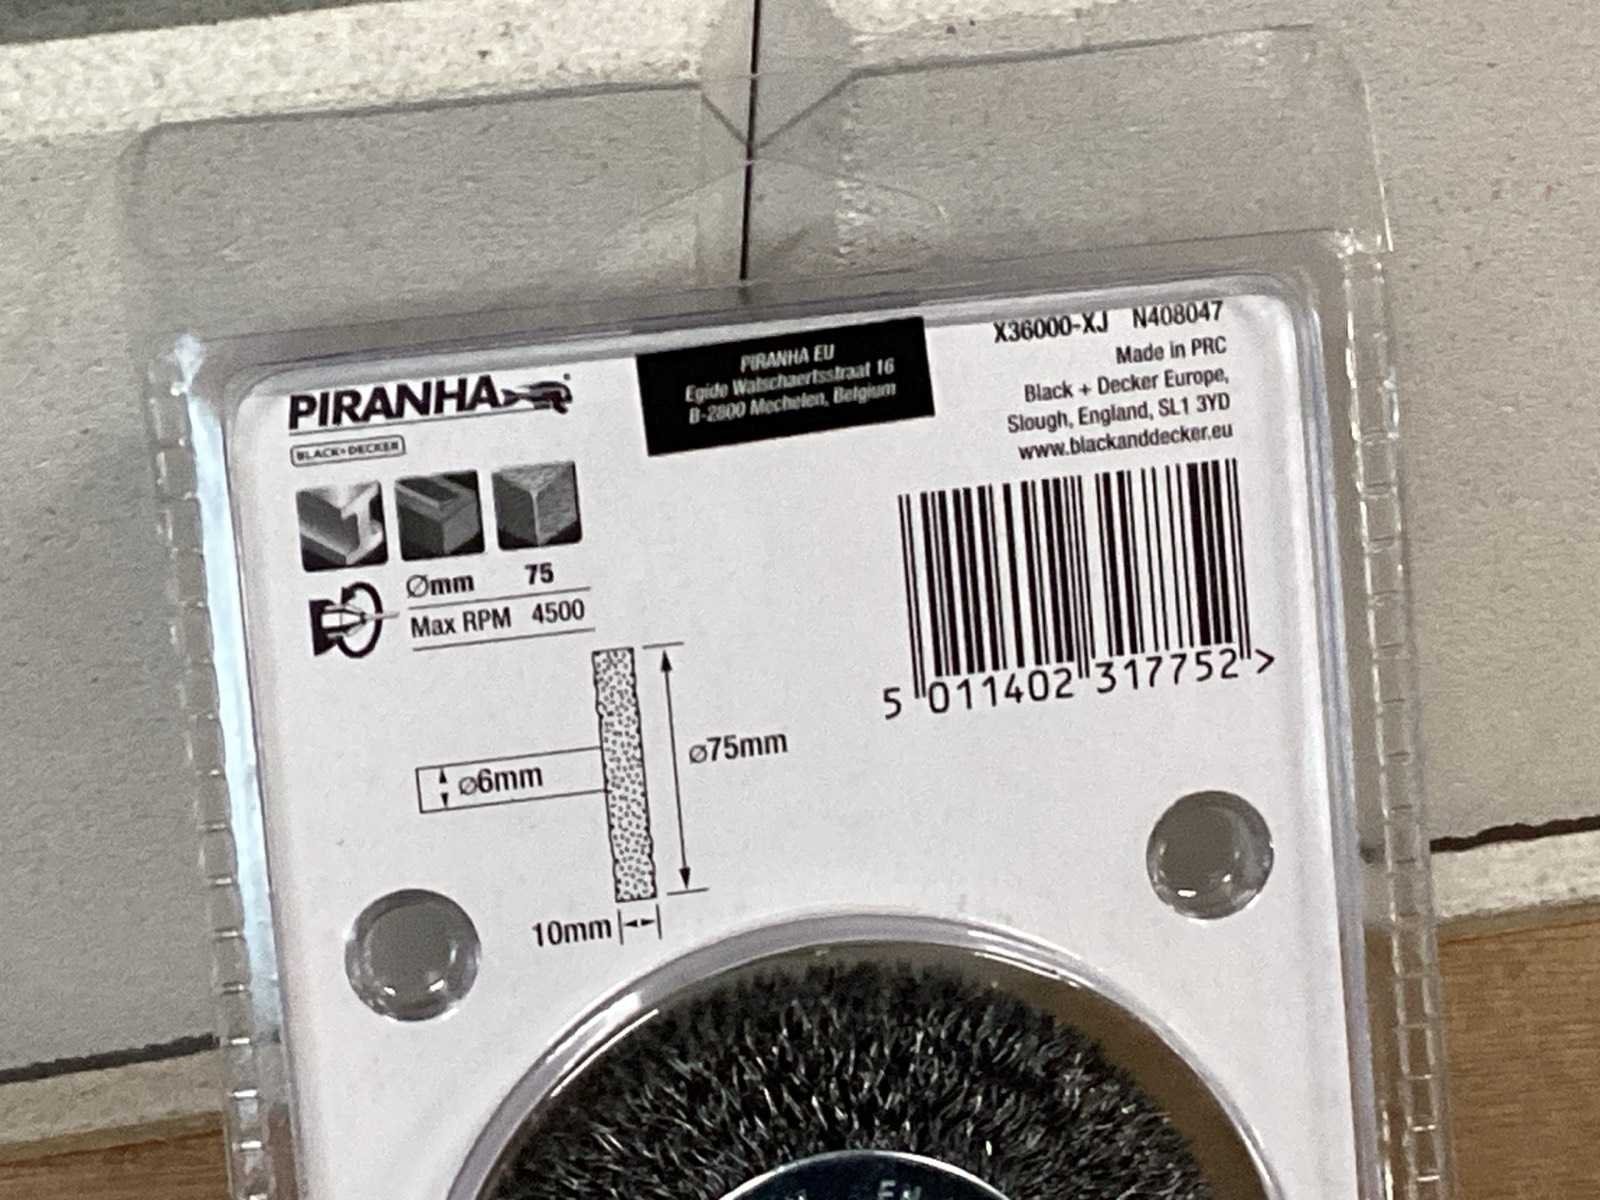 PIRANHA
BLACK+DECKER
PIRANHA EU
Egide Walschaertsstraat 16
B-2800 Mechelen, Belgium
X36000-XJ N408047
Made in PRC
Black + Decker Europe,
Slough, England, SL1 3YD
www.blackanddecker.eu
Ømm 75
Max RPM 4500
5 011402 317752 >
ø75mm
ø6mm
10mm